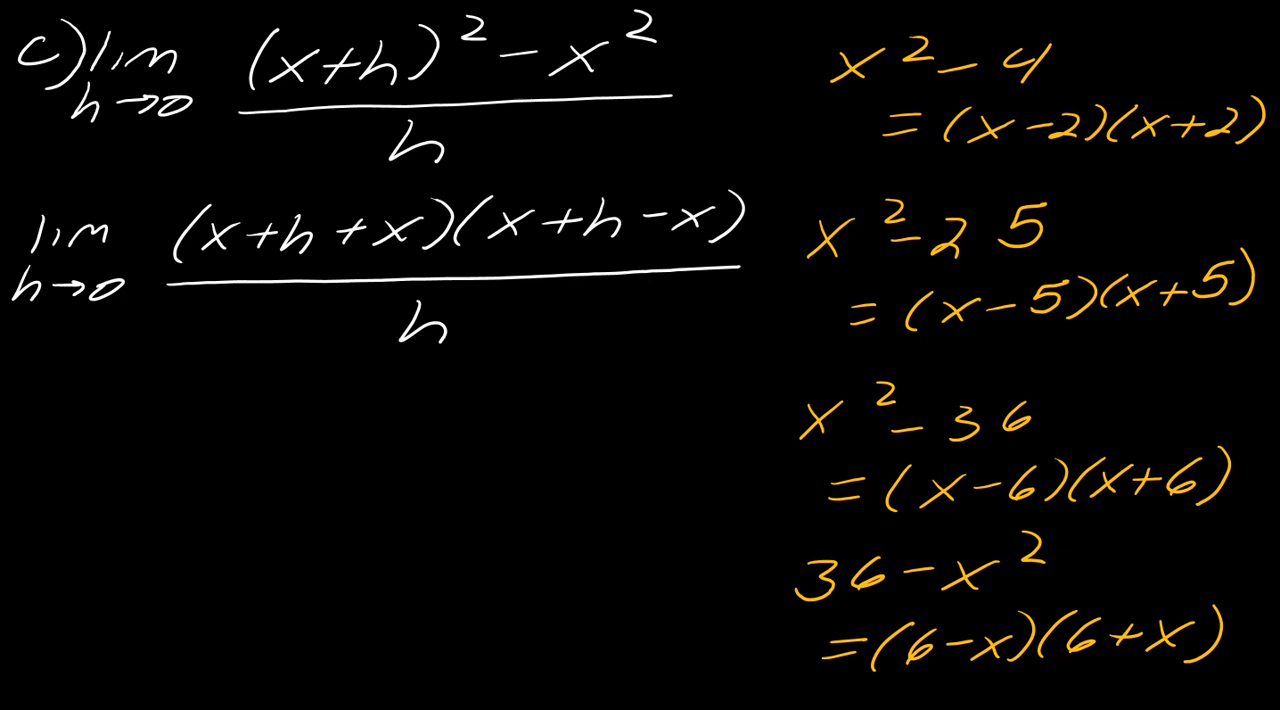 c) lim h→0 (x+h)² − x² / h
lim h→0 (x+h+x)(x+h−x) / h
x² − 4
= (x−2)(x+2)
x² − 25
= (x−5)(x+5)
x² − 36
= (x−6)(x+6)
36 − x²
= (6−x)(6+x)